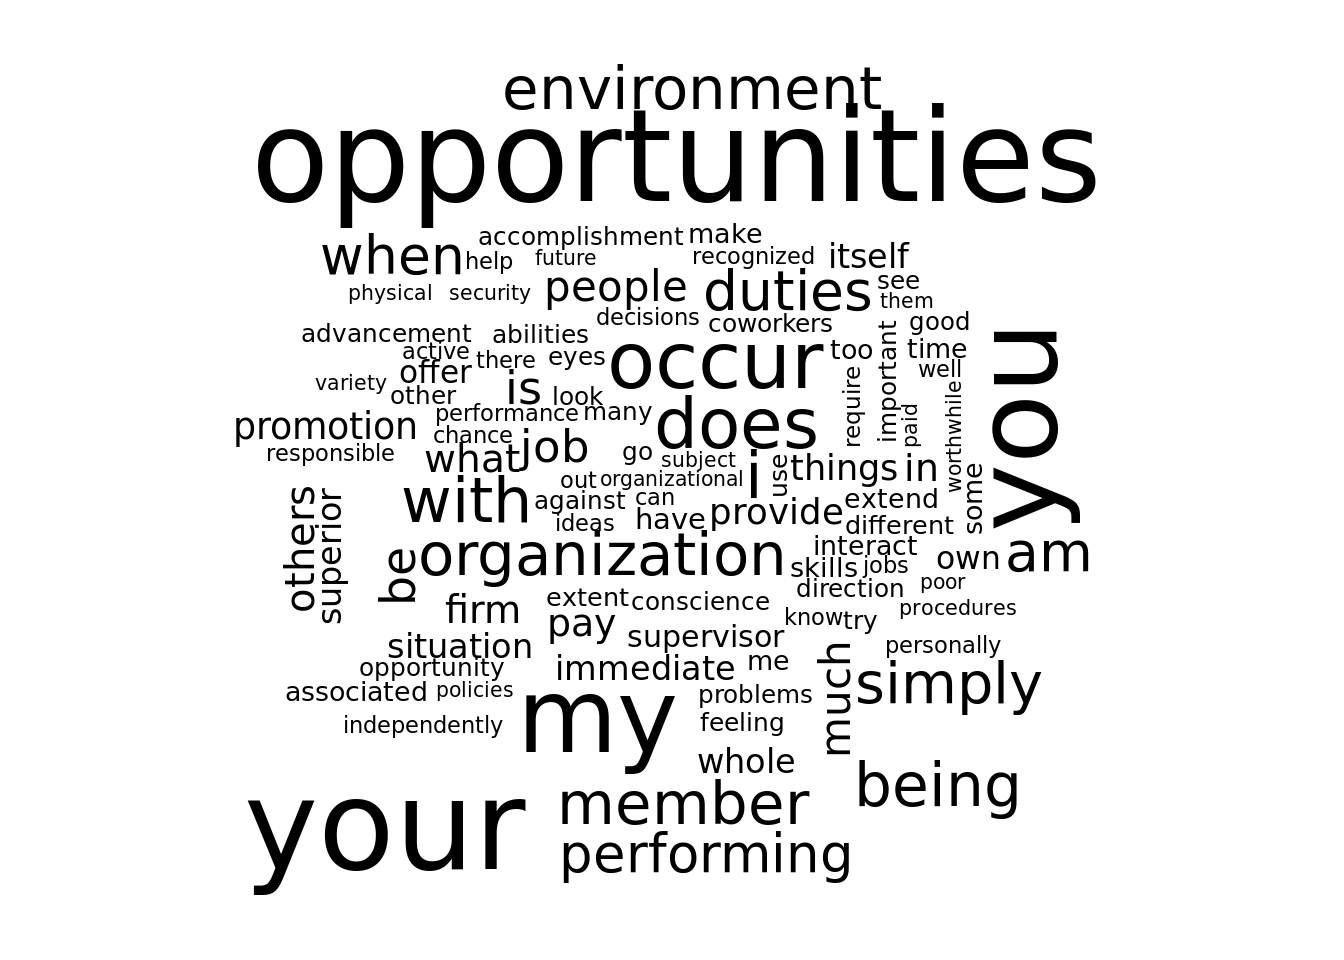 environment
opportunities
accomplishment make
when help future recognized itself
physical security people duties see
them
decisions
advancement abilities coworkers good
active there eyes occur too important time you
offer well
variety other is look require paid worthwhile
promotion performance many does
chance
responsible what job go subject i use things in
organizational
others superior with out against can extend some
ideas have provide different
be organization interact own am
skills jobs
direction poor
firm extent conscience procedures
pay know try
situation supervisor personally
opportunity immediate me much
associated policies my problems simply
independently feeling
whole
your member being
performing